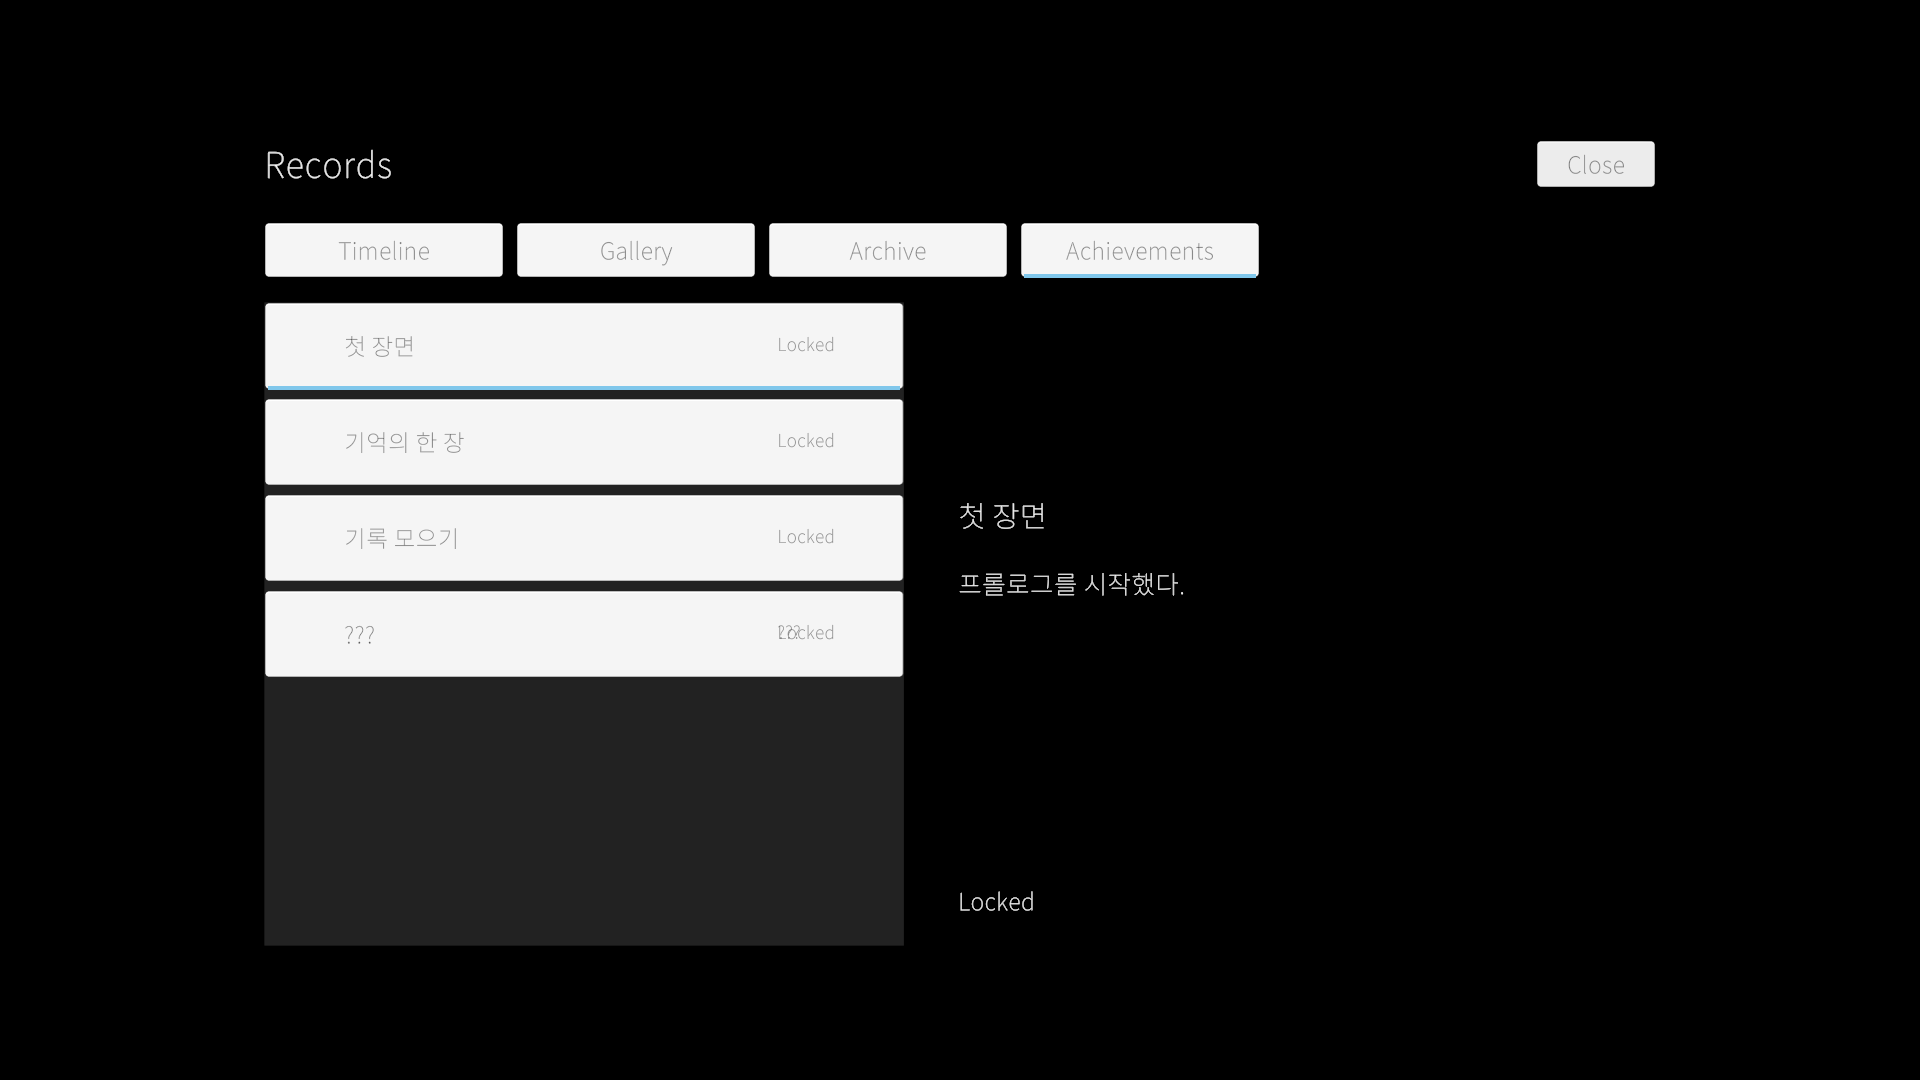 Records
Close
Timeline
Gallery
Archive
Achievements
첫 장면
Locked
기억의 한 장
Locked
기록 모으기
Locked
???
???
Locked
첫 장면
프롤로그를 시작했다.
Locked